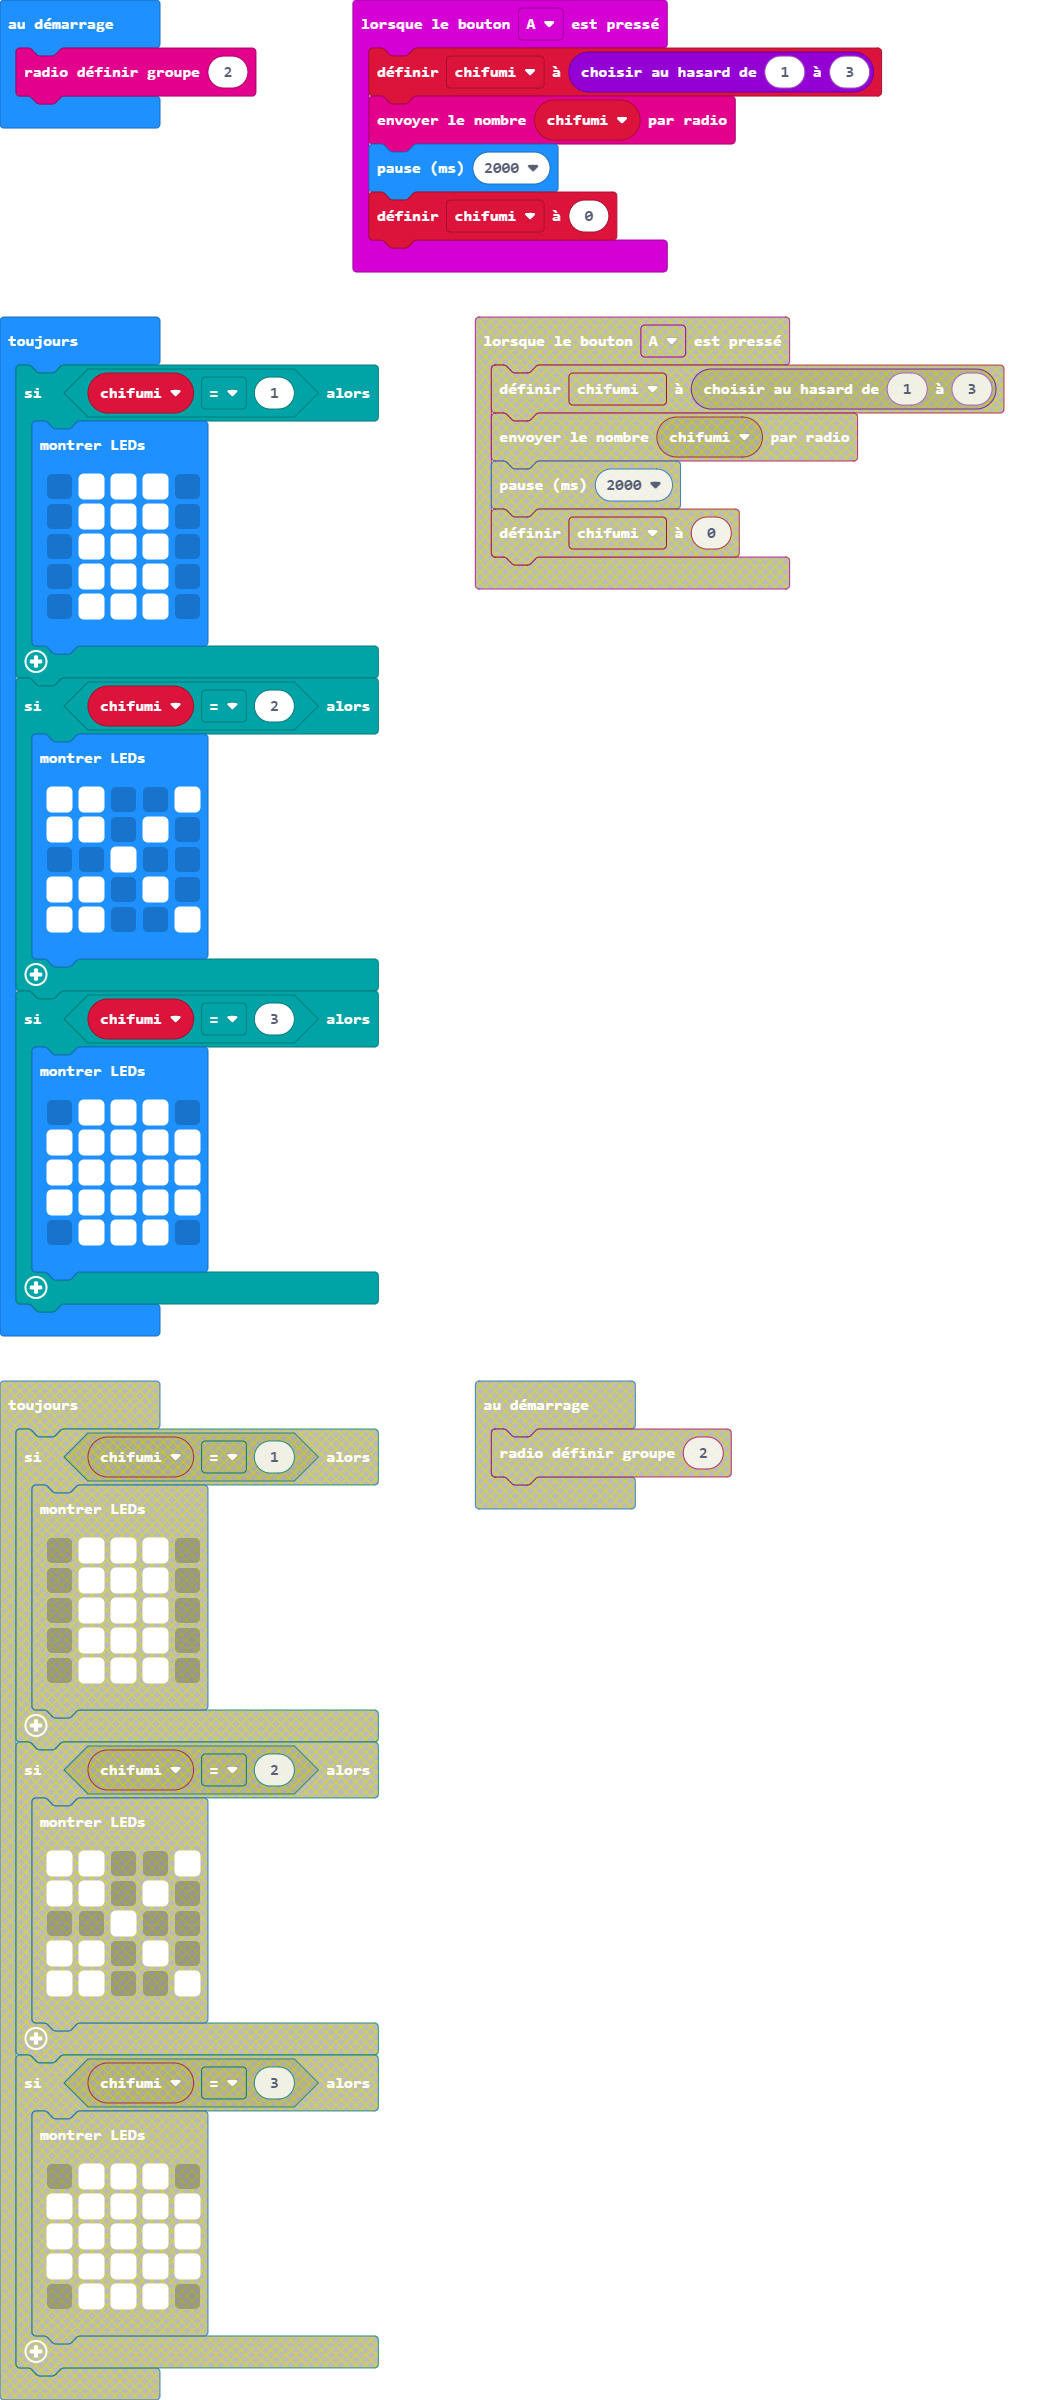 au démarrage
radio définir groupe 2
lorsque le bouton A est pressé
définir chifumi à choisir au hasard de 1 à 3
envoyer le nombre chifumi par radio
pause (ms) 2000
définir chifumi à 0
toujours
si chifumi = 1 alors
montrer LEDs
si chifumi = 2 alors
montrer LEDs
si chifumi = 3 alors
montrer LEDs
lorsque le bouton A est pressé
définir chifumi à choisir au hasard de 1 à 3
envoyer le nombre chifumi par radio
pause (ms) 2000
définir chifumi à 0
toujours
si chifumi = 1 alors
montrer LEDs
si chifumi = 2 alors
montrer LEDs
si chifumi = 3 alors
montrer LEDs
au démarrage
radio définir groupe 2